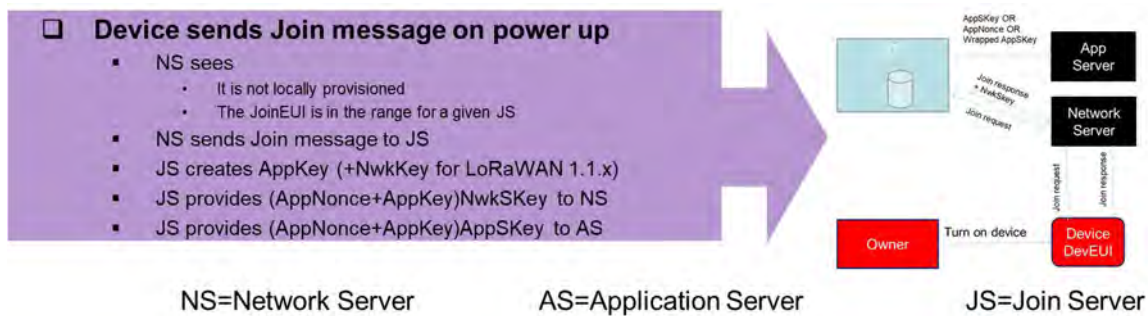 ❑ Device sends Join message on power up
▪ NS sees
• It is not locally provisioned
• The JoinEUI is in the range for a given JS
▪ NS sends Join message to JS
▪ JS creates AppKey (+NwkKey for LoRaWAN 1.1.x)
▪ JS provides (AppNonce+AppKey)NwkSKey to NS
▪ JS provides (AppNonce+AppKey)AppSKey to AS
AppSKey OR
AppNonce OR
Wrapped AppSKey
App
Server
Join response
+ NwkSkey
Join request
Network
Server
Join request
Join response
Owner
Turn on device
Device
DevEUI
NS=Network Server
AS=Application Server
JS=Join Server